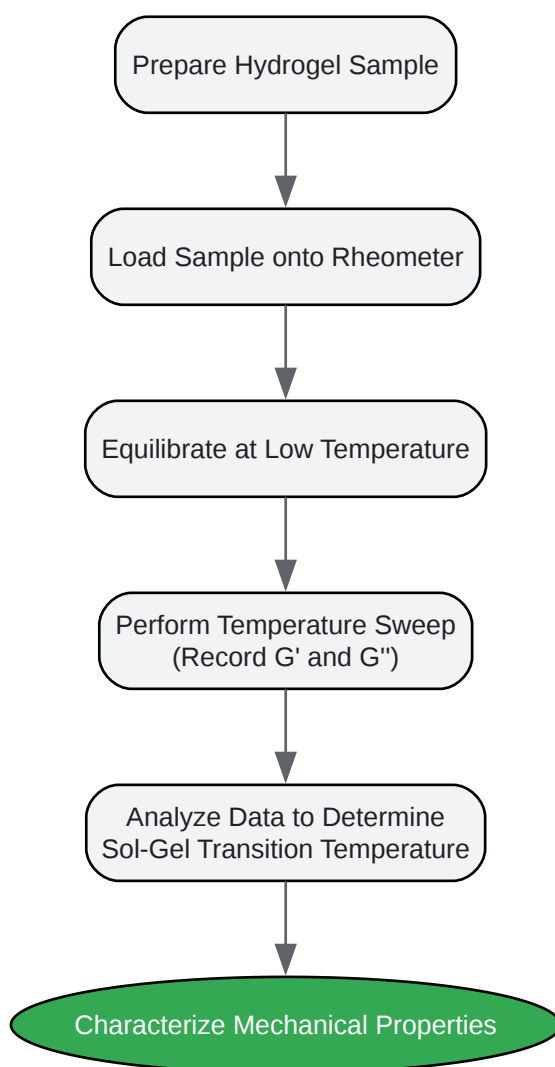 Prepare Hydrogel Sample
Load Sample onto Rheometer
Equilibrate at Low Temperature
Perform Temperature Sweep
(Record G' and G'')
Analyze Data to Determine
Sol-Gel Transition Temperature
Characterize Mechanical Properties